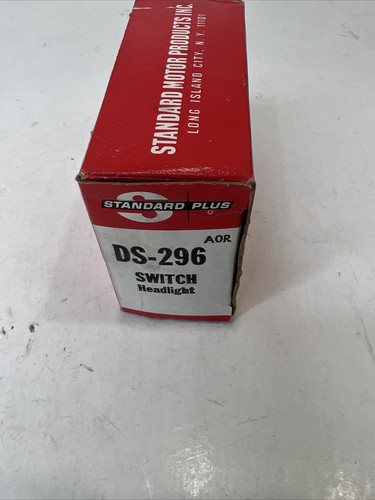 STANDARD MOTOR PRODUCTS INC.
LONG ISLAND CITY, N. Y. 11101
S
STANDARD PLUS
AOR
DS-296
SWITCH
Headlight